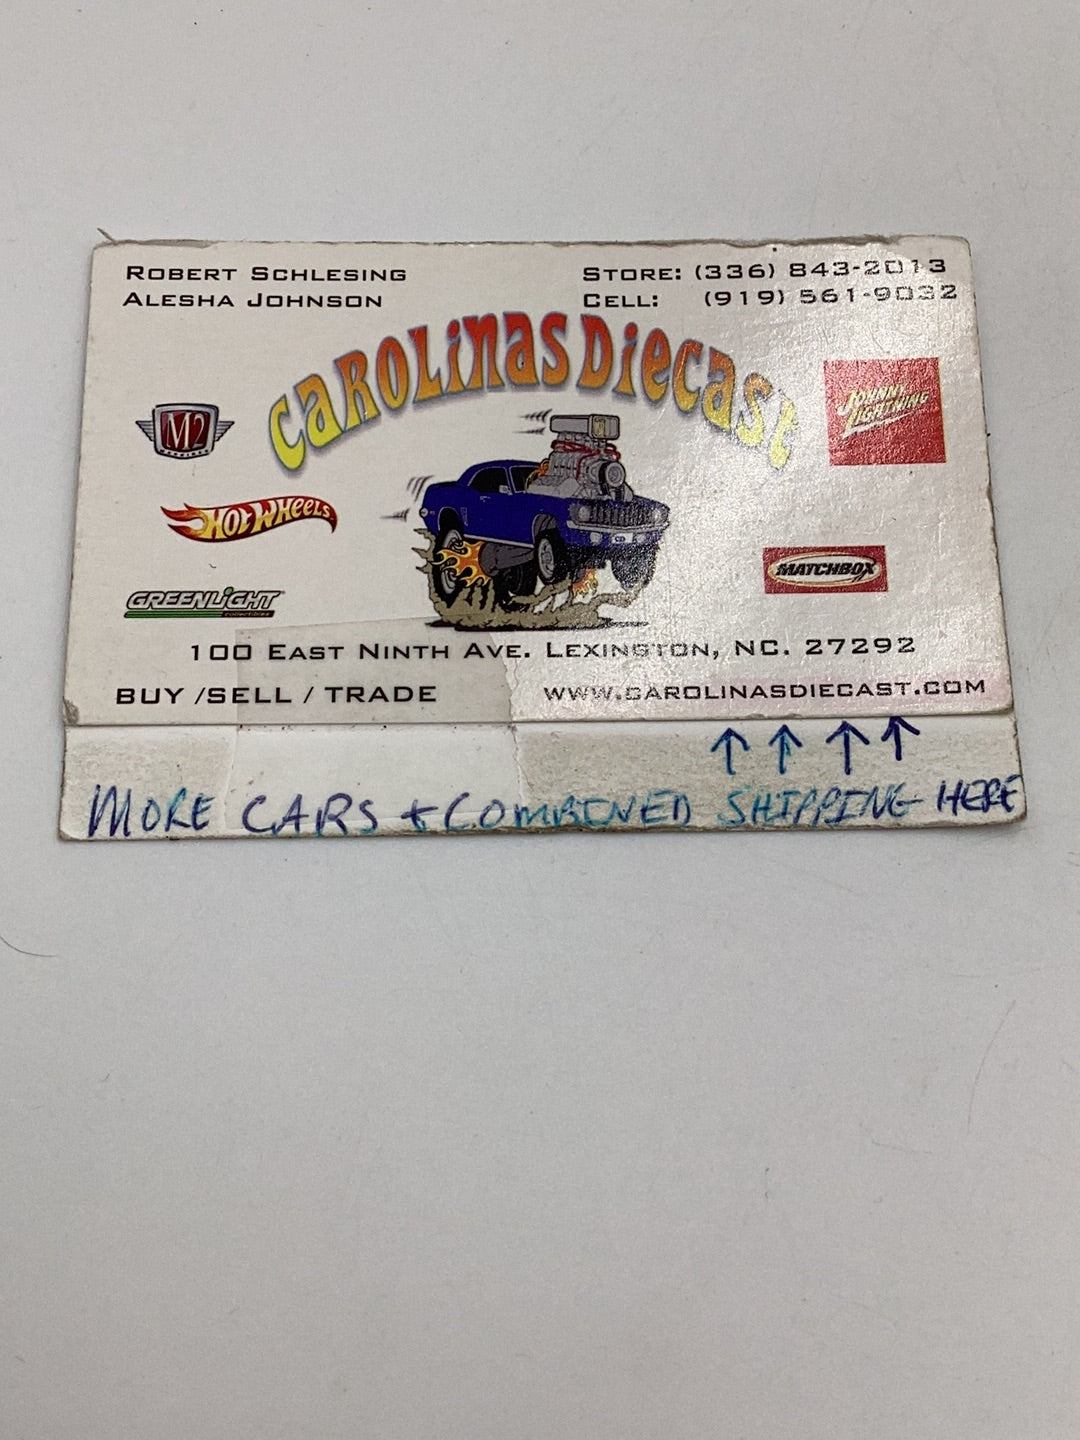 ROBERT SCHLESING
ALESHA JOHNSON
STORE: (336) 843-2013
CELL: (919) 561-9032
CAROLINAS DIECAST
M2
MACHINES
JOHNNY
LIGHTNING
HOT WHEELS
MATCHBOX
GREENLIGHT
collectibles
100 EAST NINTH AVE. LEXINGTON, NC. 27292
BUY /SELL / TRADE
WWW.CAROLINASDIECAST.COM
↑ ↑ ↑ ↑
MORE CARS + COMBINED SHIPPING HERE